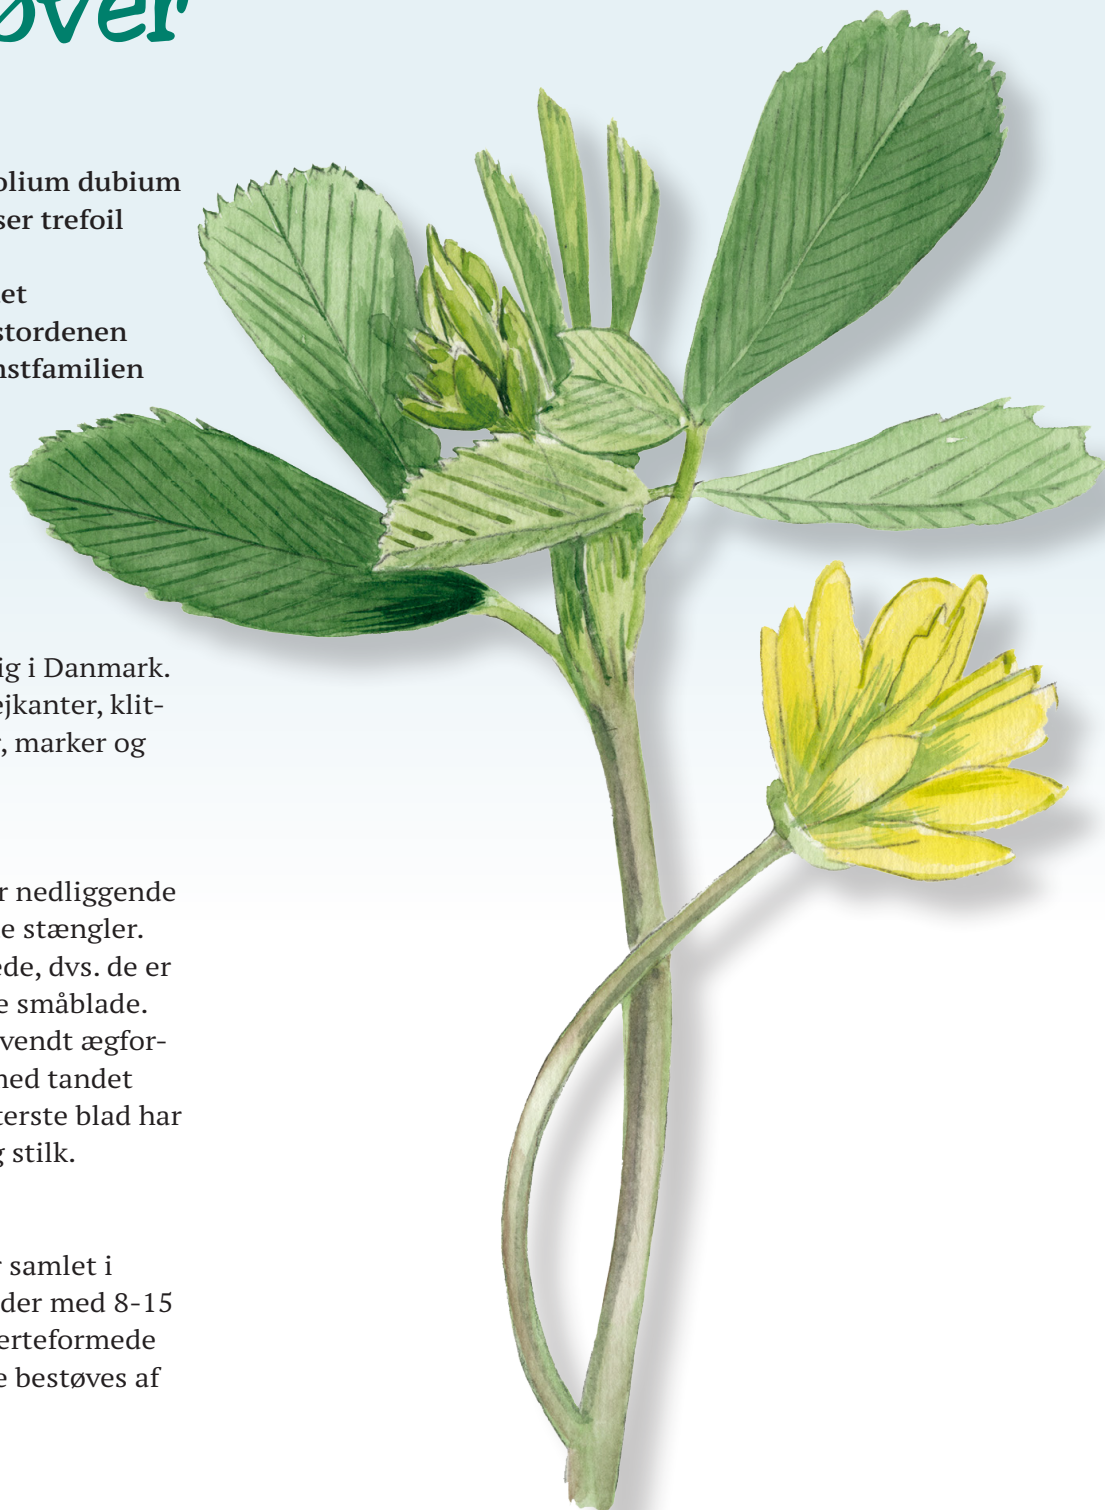 øver
olium dubium
ser trefoil
et
stordenen
nstfamilien
ig i Danmark.
ejkanter, klit-
, marker og
r nedliggende
e stængler.
ede, dvs. de er
e småblade.
vendt ægfor-
med tandet
terste blad har
g stilk.
r samlet i
der med 8-15
erteformede
e bestøves af